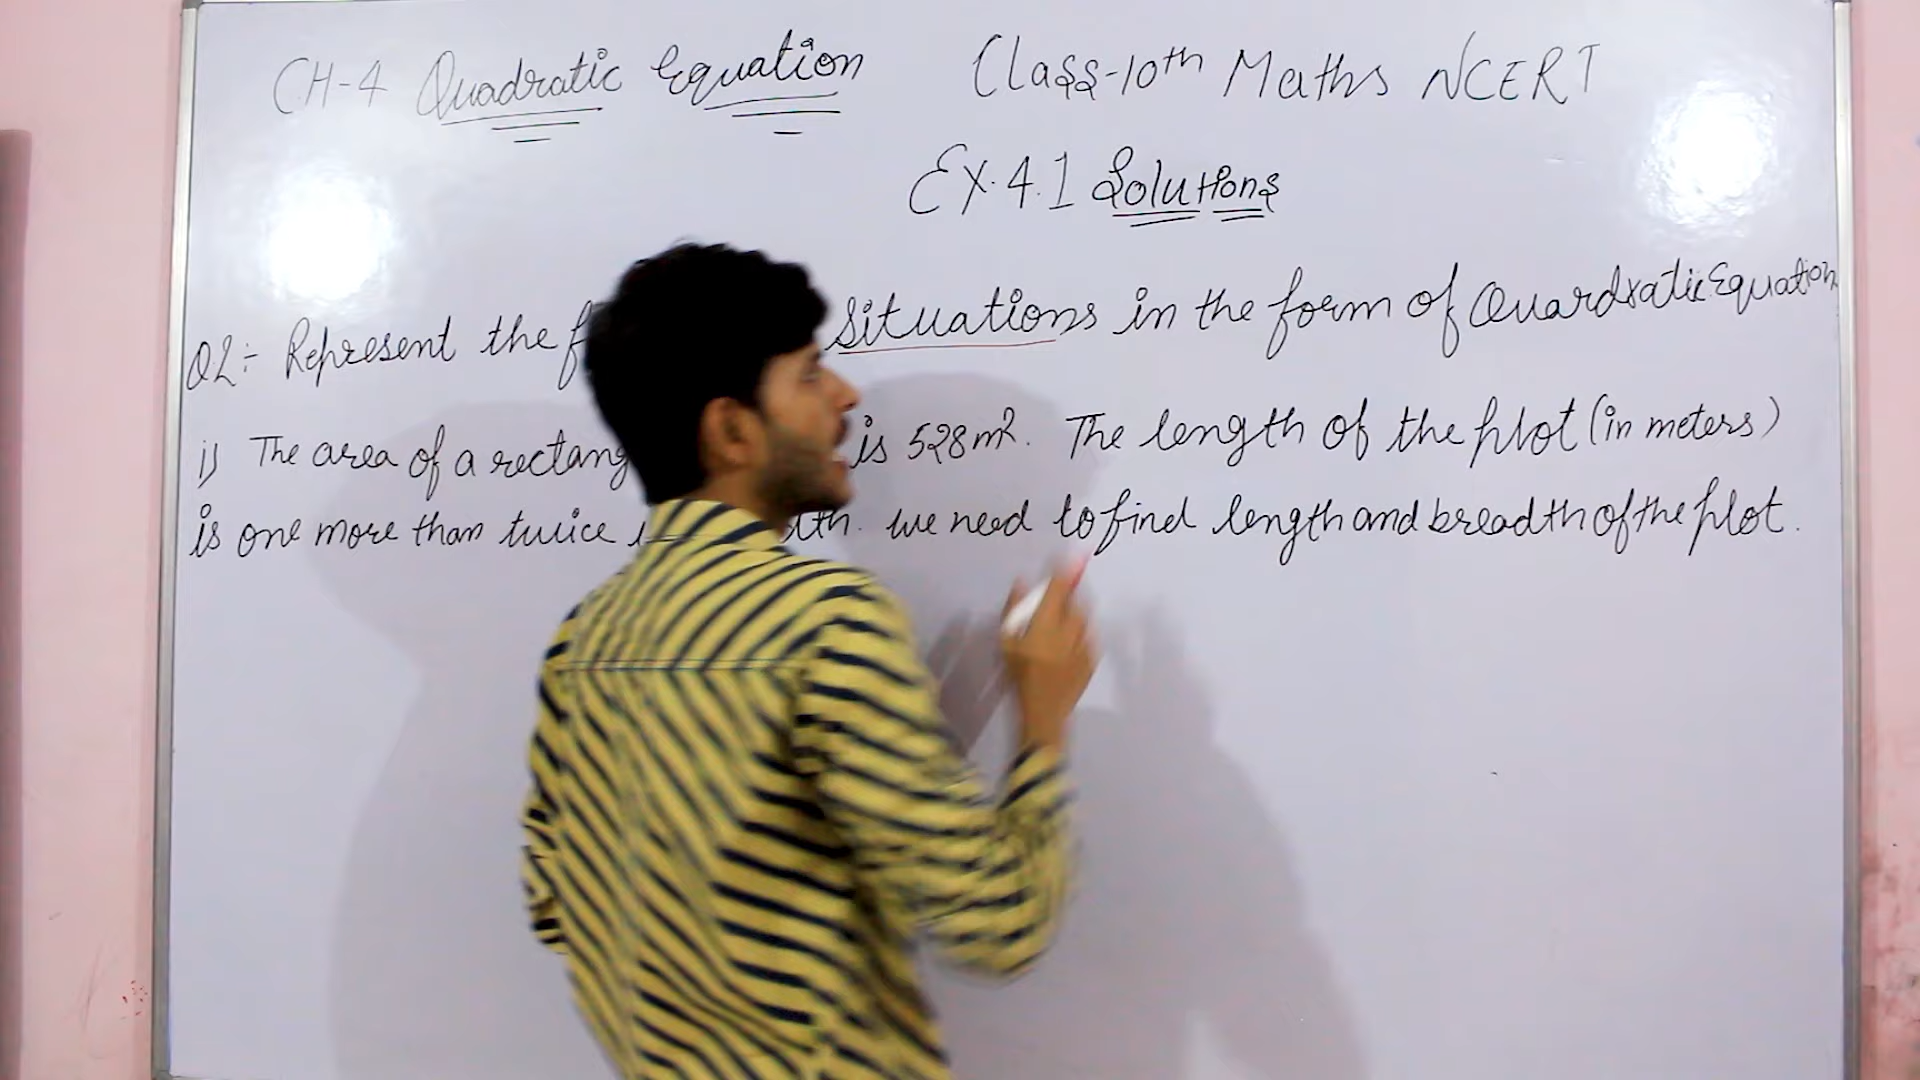 CH-4 Quadratic Equation Class-10th Maths NCERT
EX.4.1 Solutions
Q2:- Represent the situations in the form of Quardratic Equation
i) The area of a rectang is 528m². The length of the plot (in meters)
is one more than twice we need to find length and breadth of the plot.